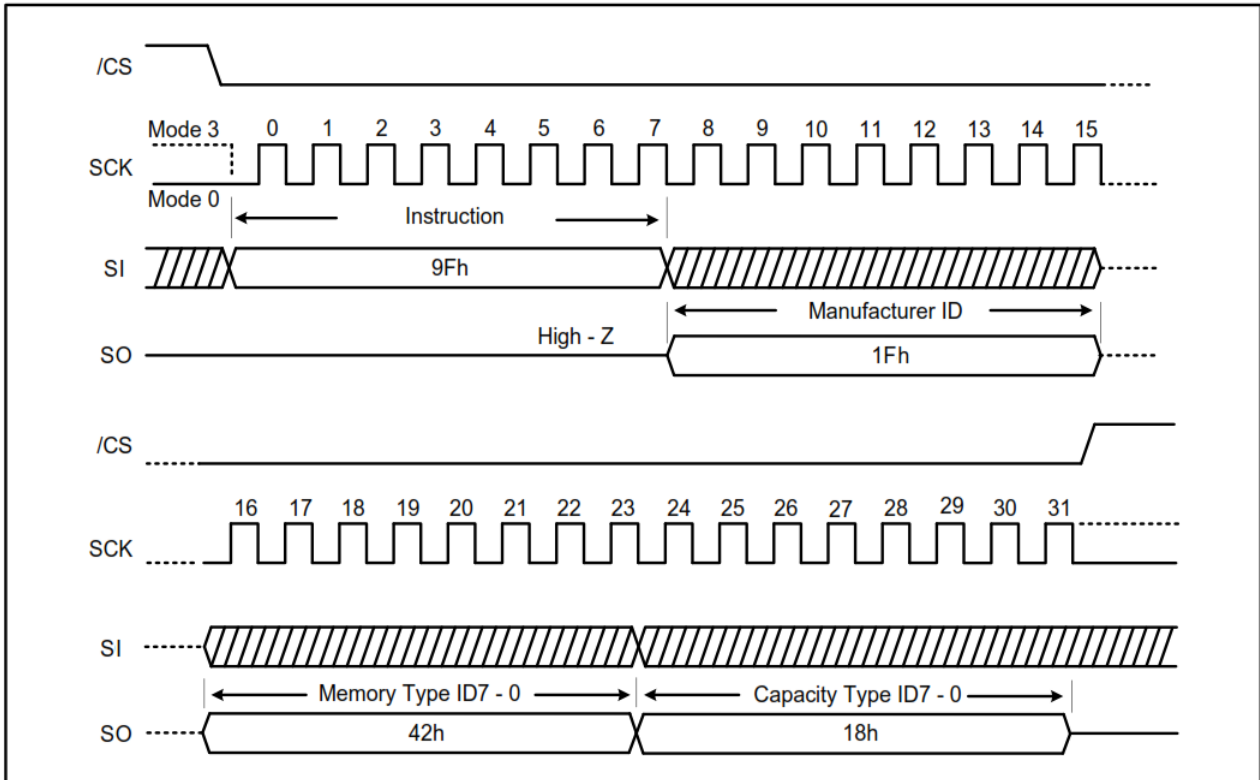 /CS
Mode 3 0 1 2 3 4 5 6 7 8 9 10 11 12 13 14 15
SCK
Mode 0
Instruction
SI 9Fh
Manufacturer ID
High - Z
SO 1Fh
/CS
16 17 18 19 20 21 22 23 24 25 26 27 28 29 30 31
SCK
SI
Memory Type ID7 - 0 Capacity Type ID7 - 0
SO 42h 18h